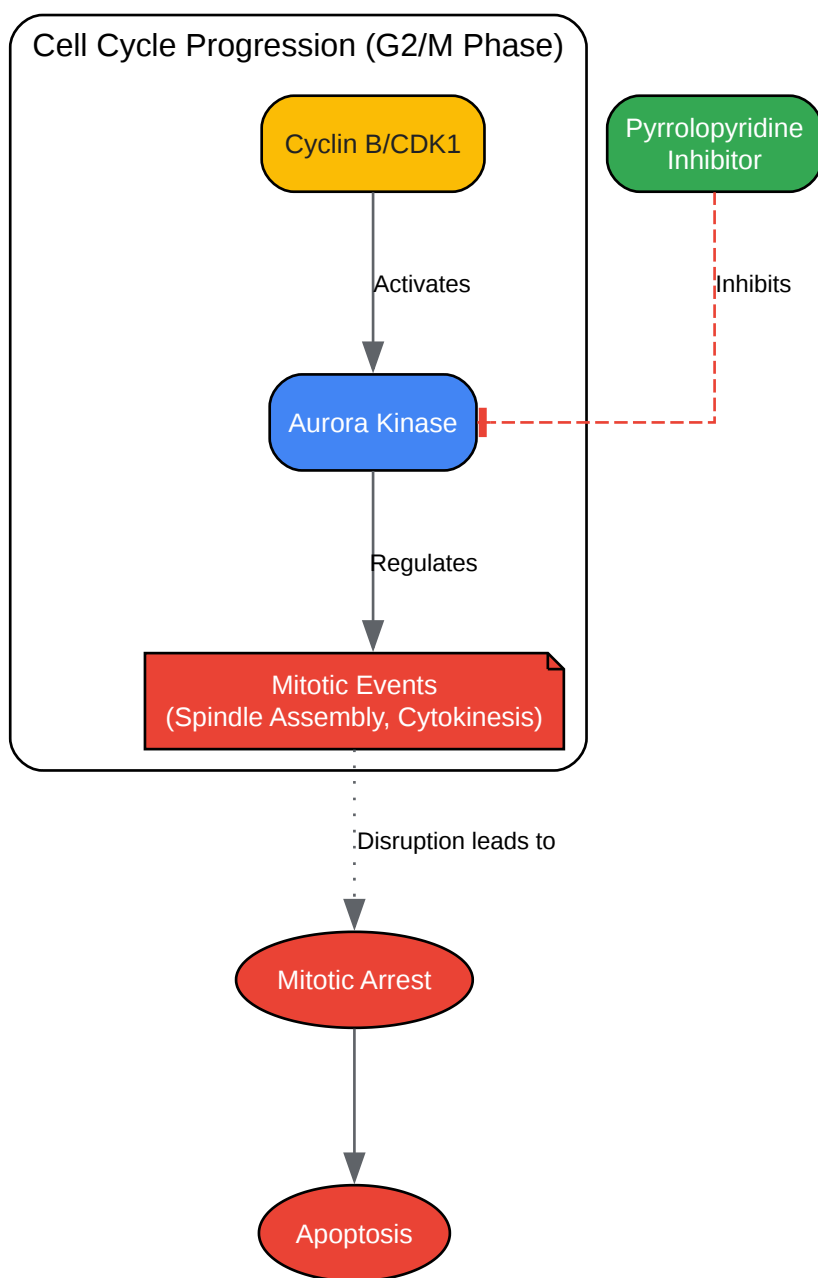 Cell Cycle Progression (G2/M Phase)
Cyclin B/CDK1
Pyrrolopyridine
Inhibitor
Activates
Inhibits
Aurora Kinase
Regulates
Mitotic Events
(Spindle Assembly, Cytokinesis)
Disruption leads to
Mitotic Arrest
Apoptosis